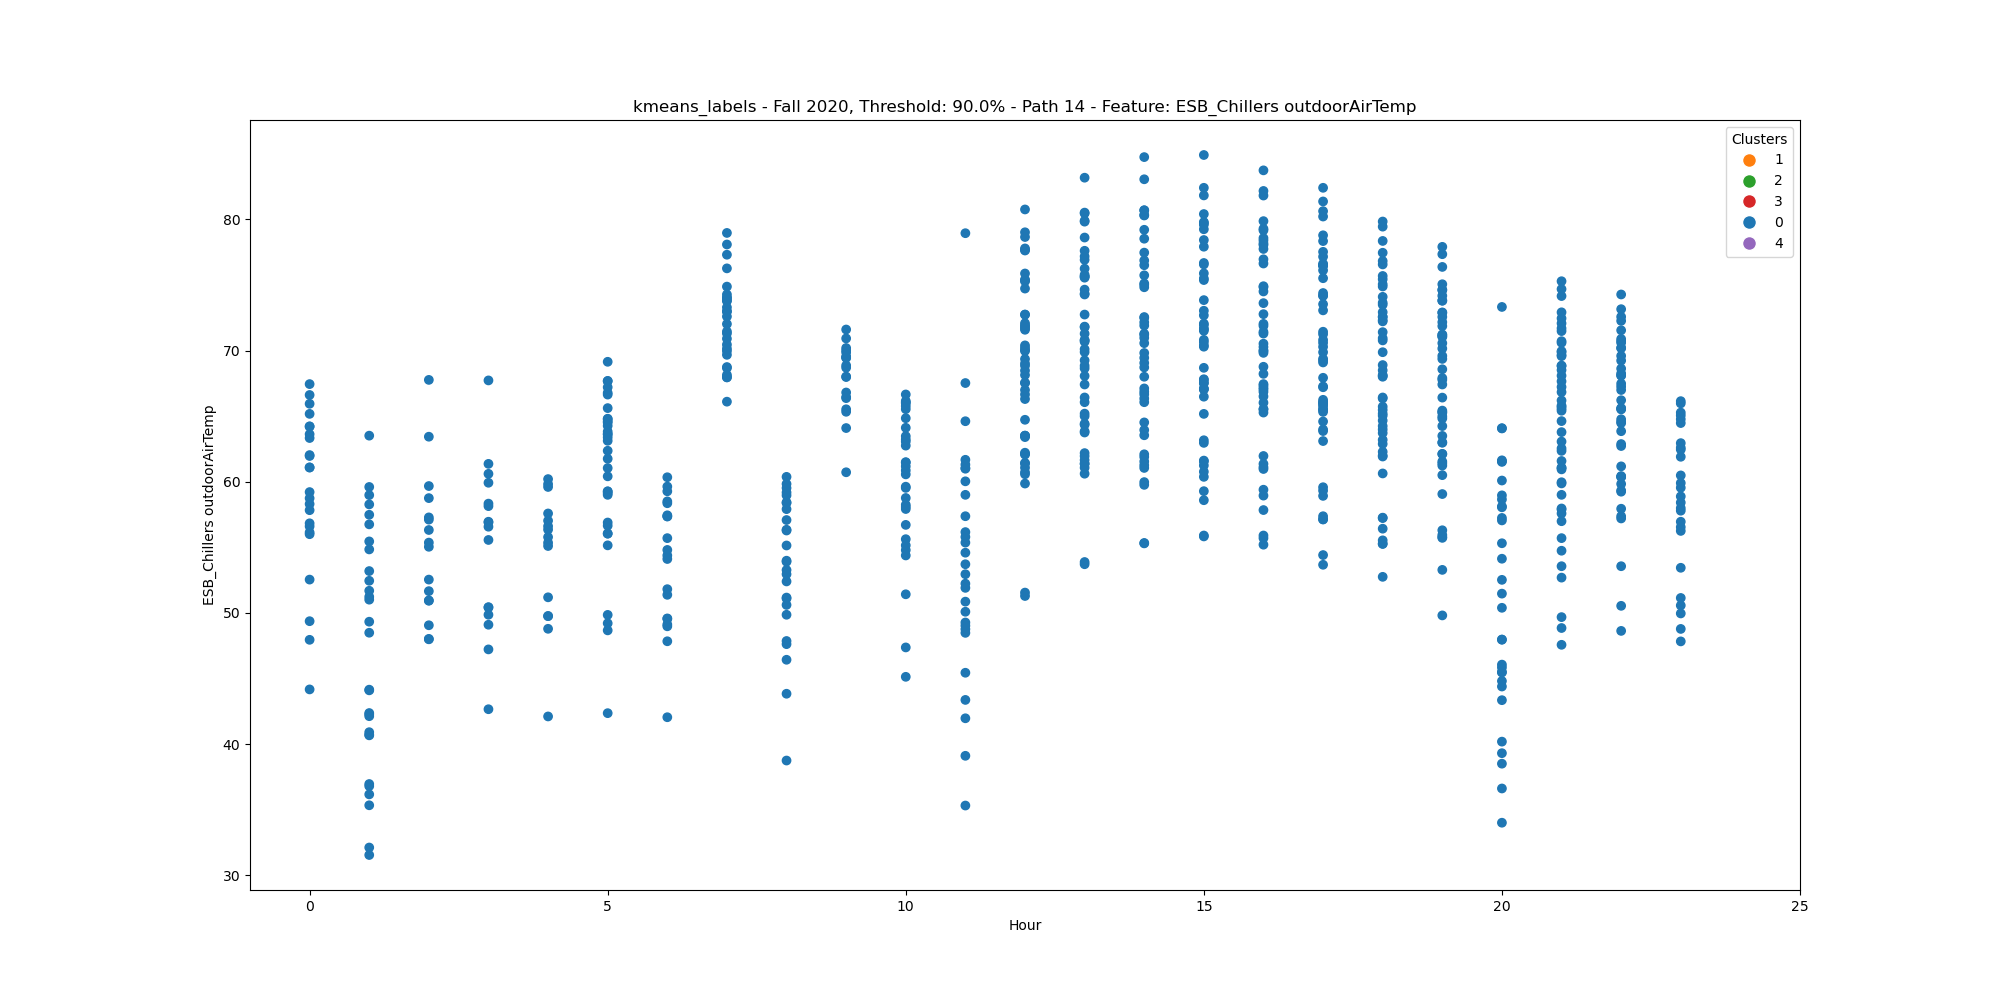 kmeans_labels - Fall 2020, Threshold: 90.0% - Path 14 - Feature: ESB_Chillers outdoorAirTemp
Clusters
1
2
3
0
4
80
70
60
50
40
30
ESB_Chillers outdoorAirTemp
0 5 10 15 20 25
Hour